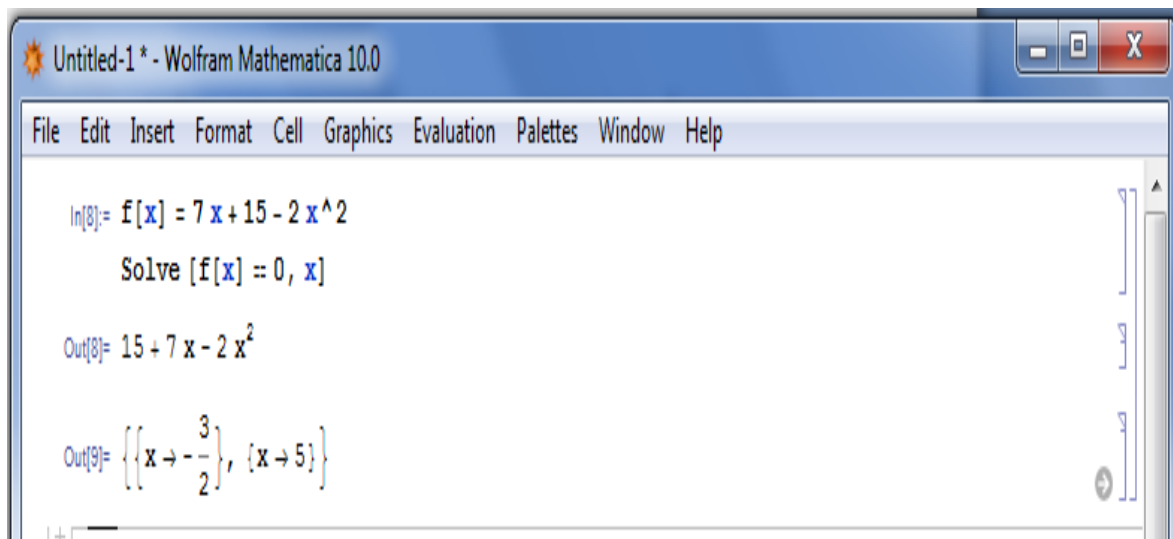 Untitled-1 * - Wolfram Mathematica 10.0
File Edit Insert Format Cell Graphics Evaluation Palettes Window Help
In[8]:= f[x] = 7 x + 15 - 2 x^2
Solve [f[x] == 0, x]
Out[8]= 15 + 7 x - 2 x²
Out[9]= {{x → -3/2}, {x → 5}}